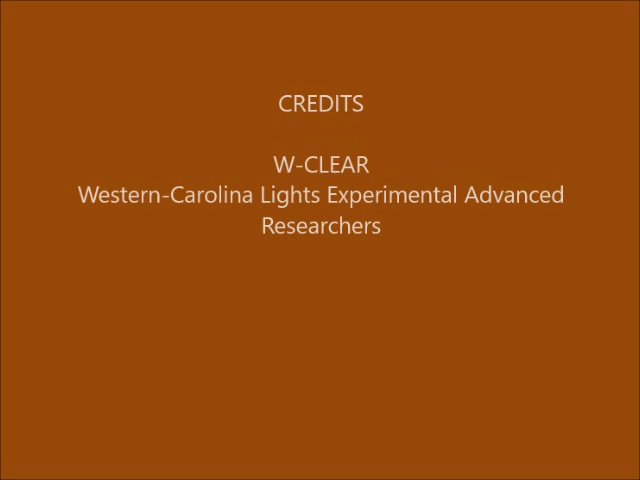 CREDITS
W-CLEAR
Western-Carolina Lights Experimental Advanced
Researchers